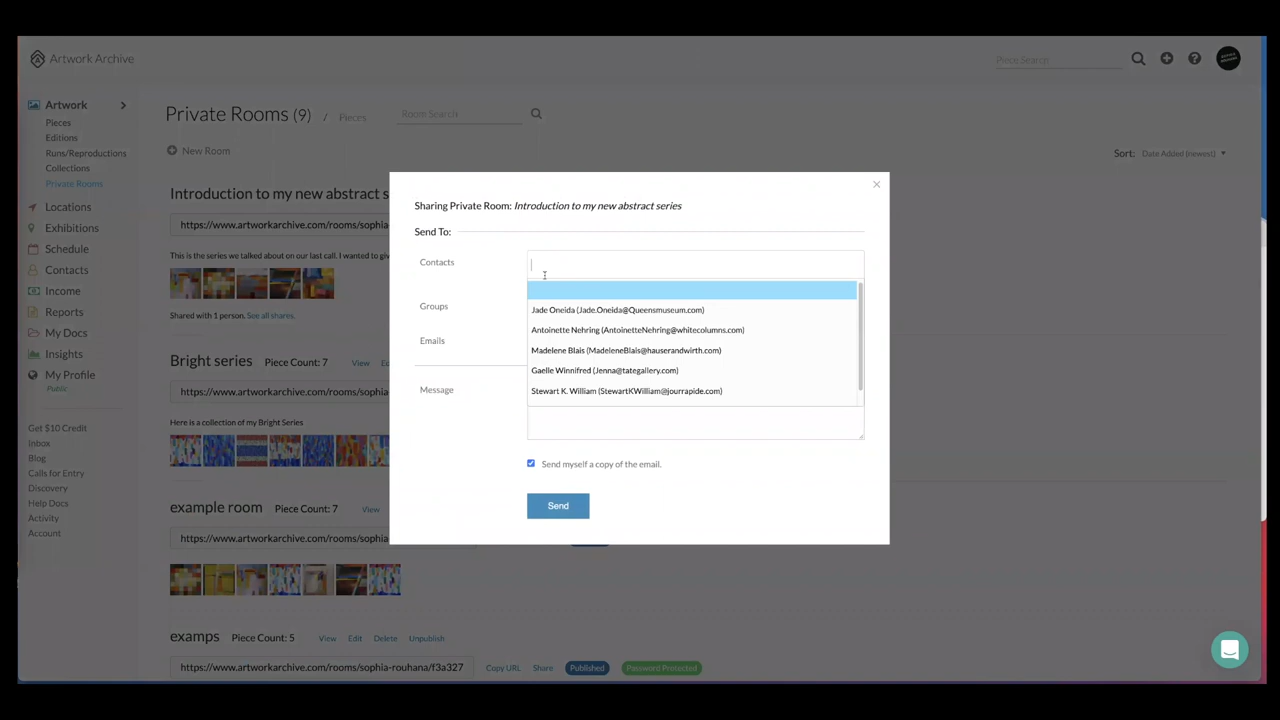 Artwork Archive
Piece Search
Artwork
Pieces
Editions
Runs/Reproductions
Collections
Private Rooms
Locations
Exhibitions
Schedule
Contacts
Income
Reports
My Docs
Insights
My Profile
Public
Get $10 Credit
Inbox
Blog
Calls for Entry
Discovery
Help Docs
Activity
Account
Private Rooms (9) / Pieces
Room Search
New Room
Sort: Date Added (newest)
Introduction to my new abstract s
https://www.artworkarchive.com/rooms/sophia-rouha
This is the series we talked about on our last call. I wanted to giv
Shared with 1 person. See all shares.
Bright series Piece Count: 7 View Ed
https://www.artworkarchive.com/rooms/sophia-rouha
Here is a collection of my Bright Series
example room Piece Count: 7 View
https://www.artworkarchive.com/rooms/sophia-rouha
examps Piece Count: 5 View Edit Delete Unpublish
https://www.artworkarchive.com/rooms/sophia-rouhana/f3a327 Copy URL Share Published Password Protected
Sharing Private Room: Introduction to my new abstract series
Send To:
Contacts
Jade Oneida (Jade.Oneida@Queensmuseum.com)
Antoinette Nehring (AntoinetteNehring@whitecolumns.com)
Madelene Blais (MadeleneBlais@hauserandwirth.com)
Gaelle Winnifred (Jenna@tategallery.com)
Stewart K. William (StewartKWilliam@jourrapide.com)
Groups
Emails
Message
Send myself a copy of the email.
Send